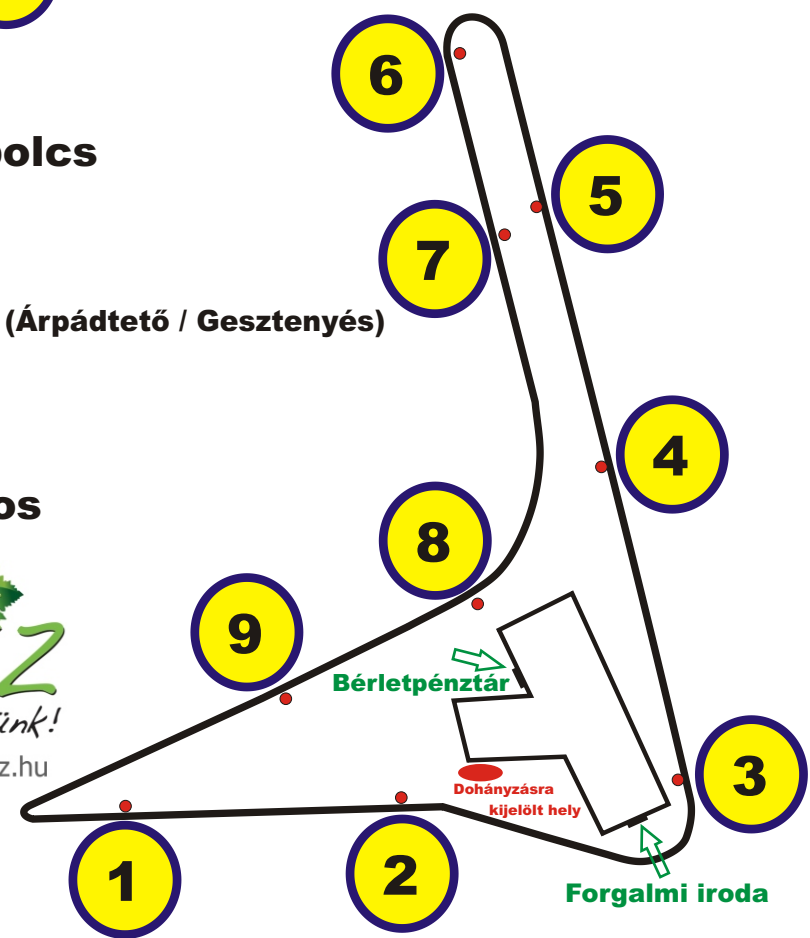 6
olcs
5
7
(Árpádtető / Gesztenyés)
4
os
8
9
Z
ink!
Bérletpénztár
z.hu
3
Dohányzásra
kijelölt hely
1
2
Forgalmi iroda